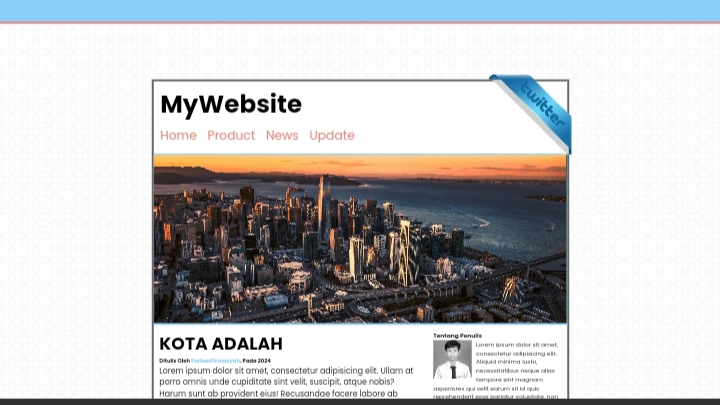 MyWebsite
twitter
Home Product News Update
KOTA ADALAH
Ditulis Oleh FarhanFirmansyah, Pada 2024
Lorem ipsum dolor sit amet, consectetur adipisicing elit. Ullam at
porro omnis unde cupiditate sint velit, suscipit, atque nobis?
Harum sunt ab provident eius! Recusandae facere labore ab
Tentang Penulis
Lorem ipsum dolor sit amet,
consectetur adipisicing elit.
Aliquid minima iusto,
necessitatibus neque alias
tempore sint magnam
asperiores qui velit earum sit id quis
reprehenderit esse pariatur voluptate, non